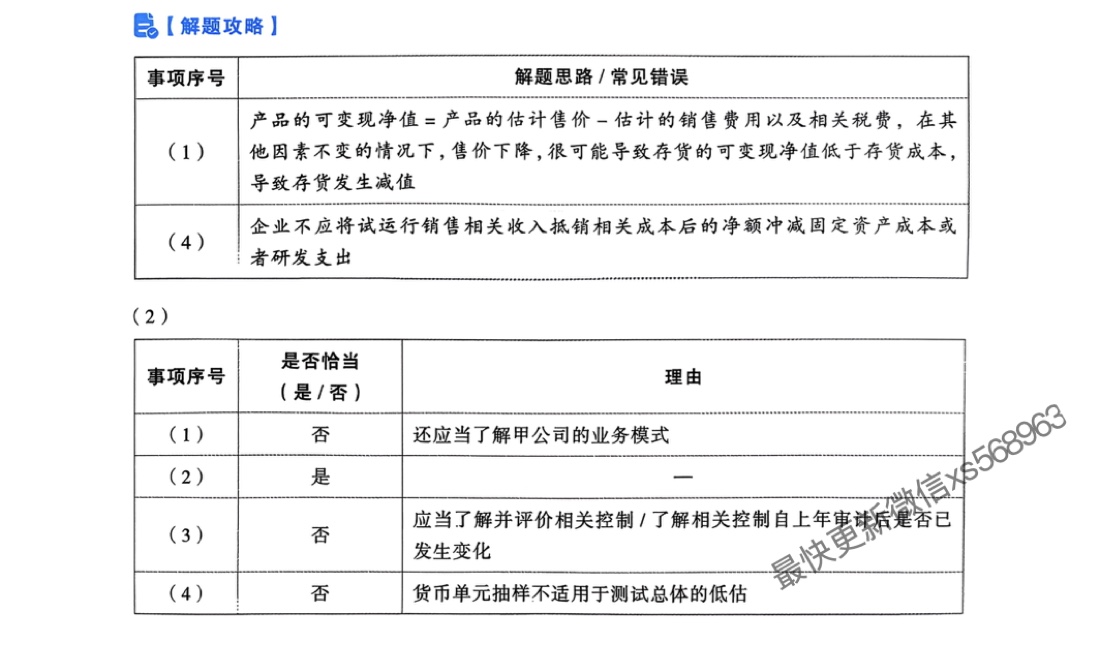 【解题攻略】
事项序号 解题思路/常见错误
(1) 产品的可变现净值=产品的估计售价-估计的销售费用以及相关税费，在其
他因素不变的情况下，售价下降，很可能导致存货的可变现净值低于存货成本，
导致存货发生减值
(4) 企业不应将试运行销售相关收入抵销相关成本后的净额冲减固定资产成本或
者研发支出
(2)
事项序号 是否恰当 理由
(是/否)
(1) 否 还应当了解甲公司的业务模式
(2) 是 —
(3) 否 应当了解并评价相关控制/了解相关控制自上年审计后是否已
发生变化
(4) 否 货币单元抽样不适用于测试总体的低估
最快更新微信xs568963